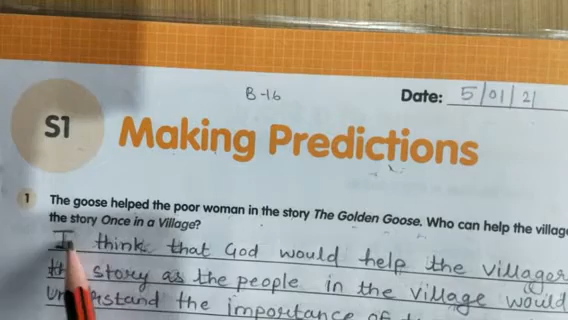 B-16
Date: 5/01/21
S1 Making Predictions
1 The goose helped the poor woman in the story The Golden Goose. Who can help the
the story Once in a Village?
I think that God would help the villager
story as the people in the village would
the importance of